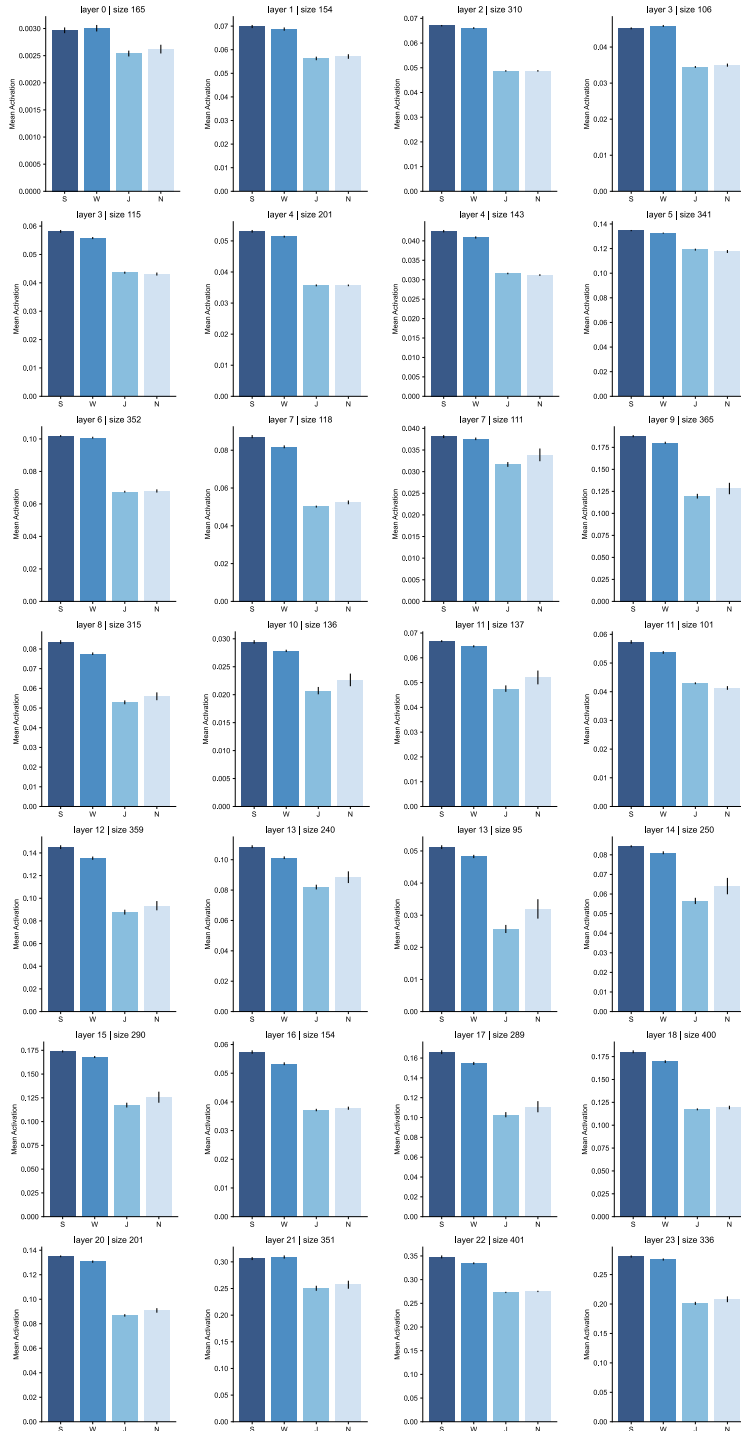 layer 0 | size 165
Mean Activation
0.0030
0.0025
0.0020
0.0015
0.0010
0.0005
0.0000
S W J N
layer 1 | size 154
Mean Activation
0.07
0.06
0.05
0.04
0.03
0.02
0.01
0.00
S W J N
layer 2 | size 310
Mean Activation
0.07
0.06
0.05
0.04
0.03
0.02
0.01
0.00
S W J N
layer 3 | size 106
Mean Activation
0.04
0.03
0.02
0.01
0.00
S W J N
layer 3 | size 115
Mean Activation
0.06
0.05
0.04
0.03
0.02
0.01
0.00
S W J N
layer 4 | size 201
Mean Activation
0.05
0.04
0.03
0.02
0.01
0.00
S W J N
layer 4 | size 143
Mean Activation
0.040
0.035
0.030
0.025
0.020
0.015
0.010
0.005
0.000
S W J N
layer 5 | size 341
Mean Activation
0.14
0.12
0.10
0.08
0.06
0.04
0.02
0.00
S W J N
layer 6 | size 352
Mean Activation
0.10
0.08
0.06
0.04
0.02
0.00
S W J N
layer 7 | size 118
Mean Activation
0.08
0.06
0.04
0.02
0.00
S W J N
layer 7 | size 111
Mean Activation
0.040
0.035
0.030
0.025
0.020
0.015
0.010
0.005
0.000
S W J N
layer 9 | size 365
Mean Activation
0.175
0.150
0.125
0.100
0.075
0.050
0.025
0.000
S W J N
layer 8 | size 315
Mean Activation
0.08
0.07
0.06
0.05
0.04
0.03
0.02
0.01
0.00
S W J N
layer 10 | size 136
Mean Activation
0.030
0.025
0.020
0.015
0.010
0.005
0.000
S W J N
layer 11 | size 137
Mean Activation
0.07
0.06
0.05
0.04
0.03
0.02
0.01
0.00
S W J N
layer 11 | size 101
Mean Activation
0.06
0.05
0.04
0.03
0.02
0.01
0.00
S W J N
layer 12 | size 359
Mean Activation
0.14
0.12
0.10
0.08
0.06
0.04
0.02
0.00
S W J N
layer 13 | size 240
Mean Activation
0.10
0.08
0.06
0.04
0.02
0.00
S W J N
layer 13 | size 95
Mean Activation
0.05
0.04
0.03
0.02
0.01
0.00
S W J N
layer 14 | size 250
Mean Activation
0.08
0.07
0.06
0.05
0.04
0.03
0.02
0.01
0.00
S W J N
layer 15 | size 290
Mean Activation
0.175
0.150
0.125
0.100
0.075
0.050
0.025
0.000
S W J N
layer 16 | size 154
Mean Activation
0.06
0.05
0.04
0.03
0.02
0.01
0.00
S W J N
layer 17 | size 289
Mean Activation
0.16
0.14
0.12
0.10
0.08
0.06
0.04
0.02
0.00
S W J N
layer 18 | size 400
Mean Activation
0.175
0.150
0.125
0.100
0.075
0.050
0.025
0.000
S W J N
layer 20 | size 201
Mean Activation
0.14
0.12
0.10
0.08
0.06
0.04
0.02
0.00
S W J N
layer 21 | size 351
Mean Activation
0.30
0.25
0.20
0.15
0.10
0.05
0.00
S W J N
layer 22 | size 401
Mean Activation
0.35
0.30
0.25
0.20
0.15
0.10
0.05
0.00
S W J N
layer 23 | size 336
Mean Activation
0.25
0.20
0.15
0.10
0.05
0.00
S W J N